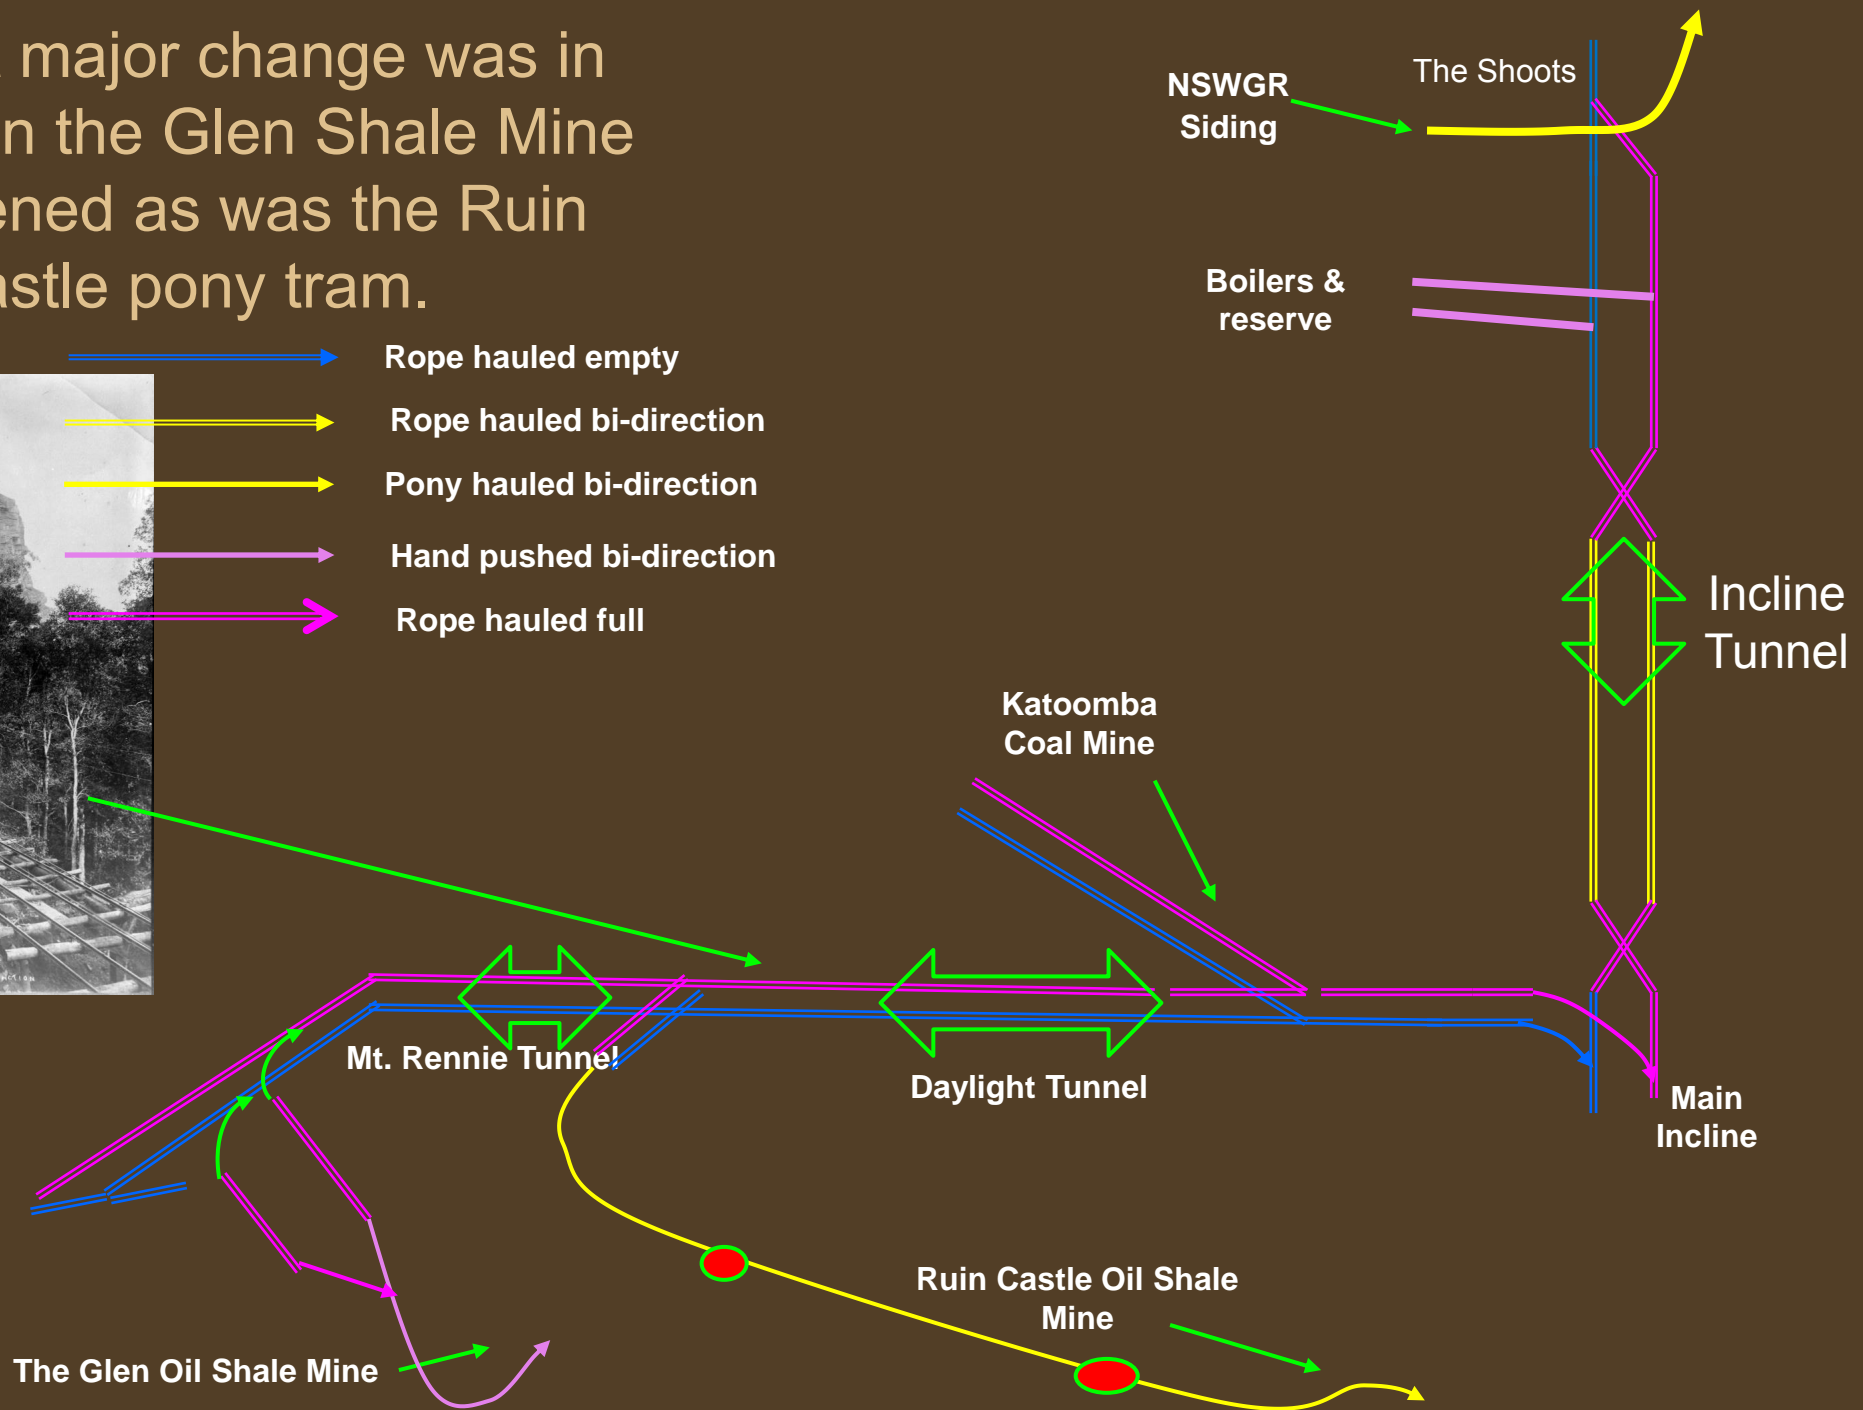 major change was in
n the Glen Shale Mine
ened as was the Ruin
astle pony tram.
Rope hauled empty
Rope hauled bi-direction
Pony hauled bi-direction
Hand pushed bi-direction
Rope hauled full
NSWGR
Siding
The Shoots
Boilers &
reserve
Incline
Tunnel
Katoomba
Coal Mine
Mt. Rennie Tunnel
Daylight Tunnel
Main
Incline
Ruin Castle Oil Shale
Mine
The Glen Oil Shale Mine